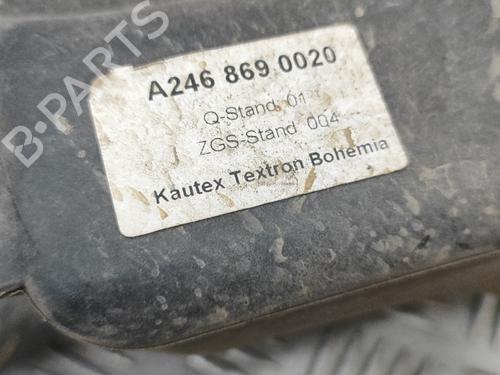 A246 869 0020
Q-Stand: 01
ZGS-Stand 004
Kautex Textron Bohemia
B-PARTS